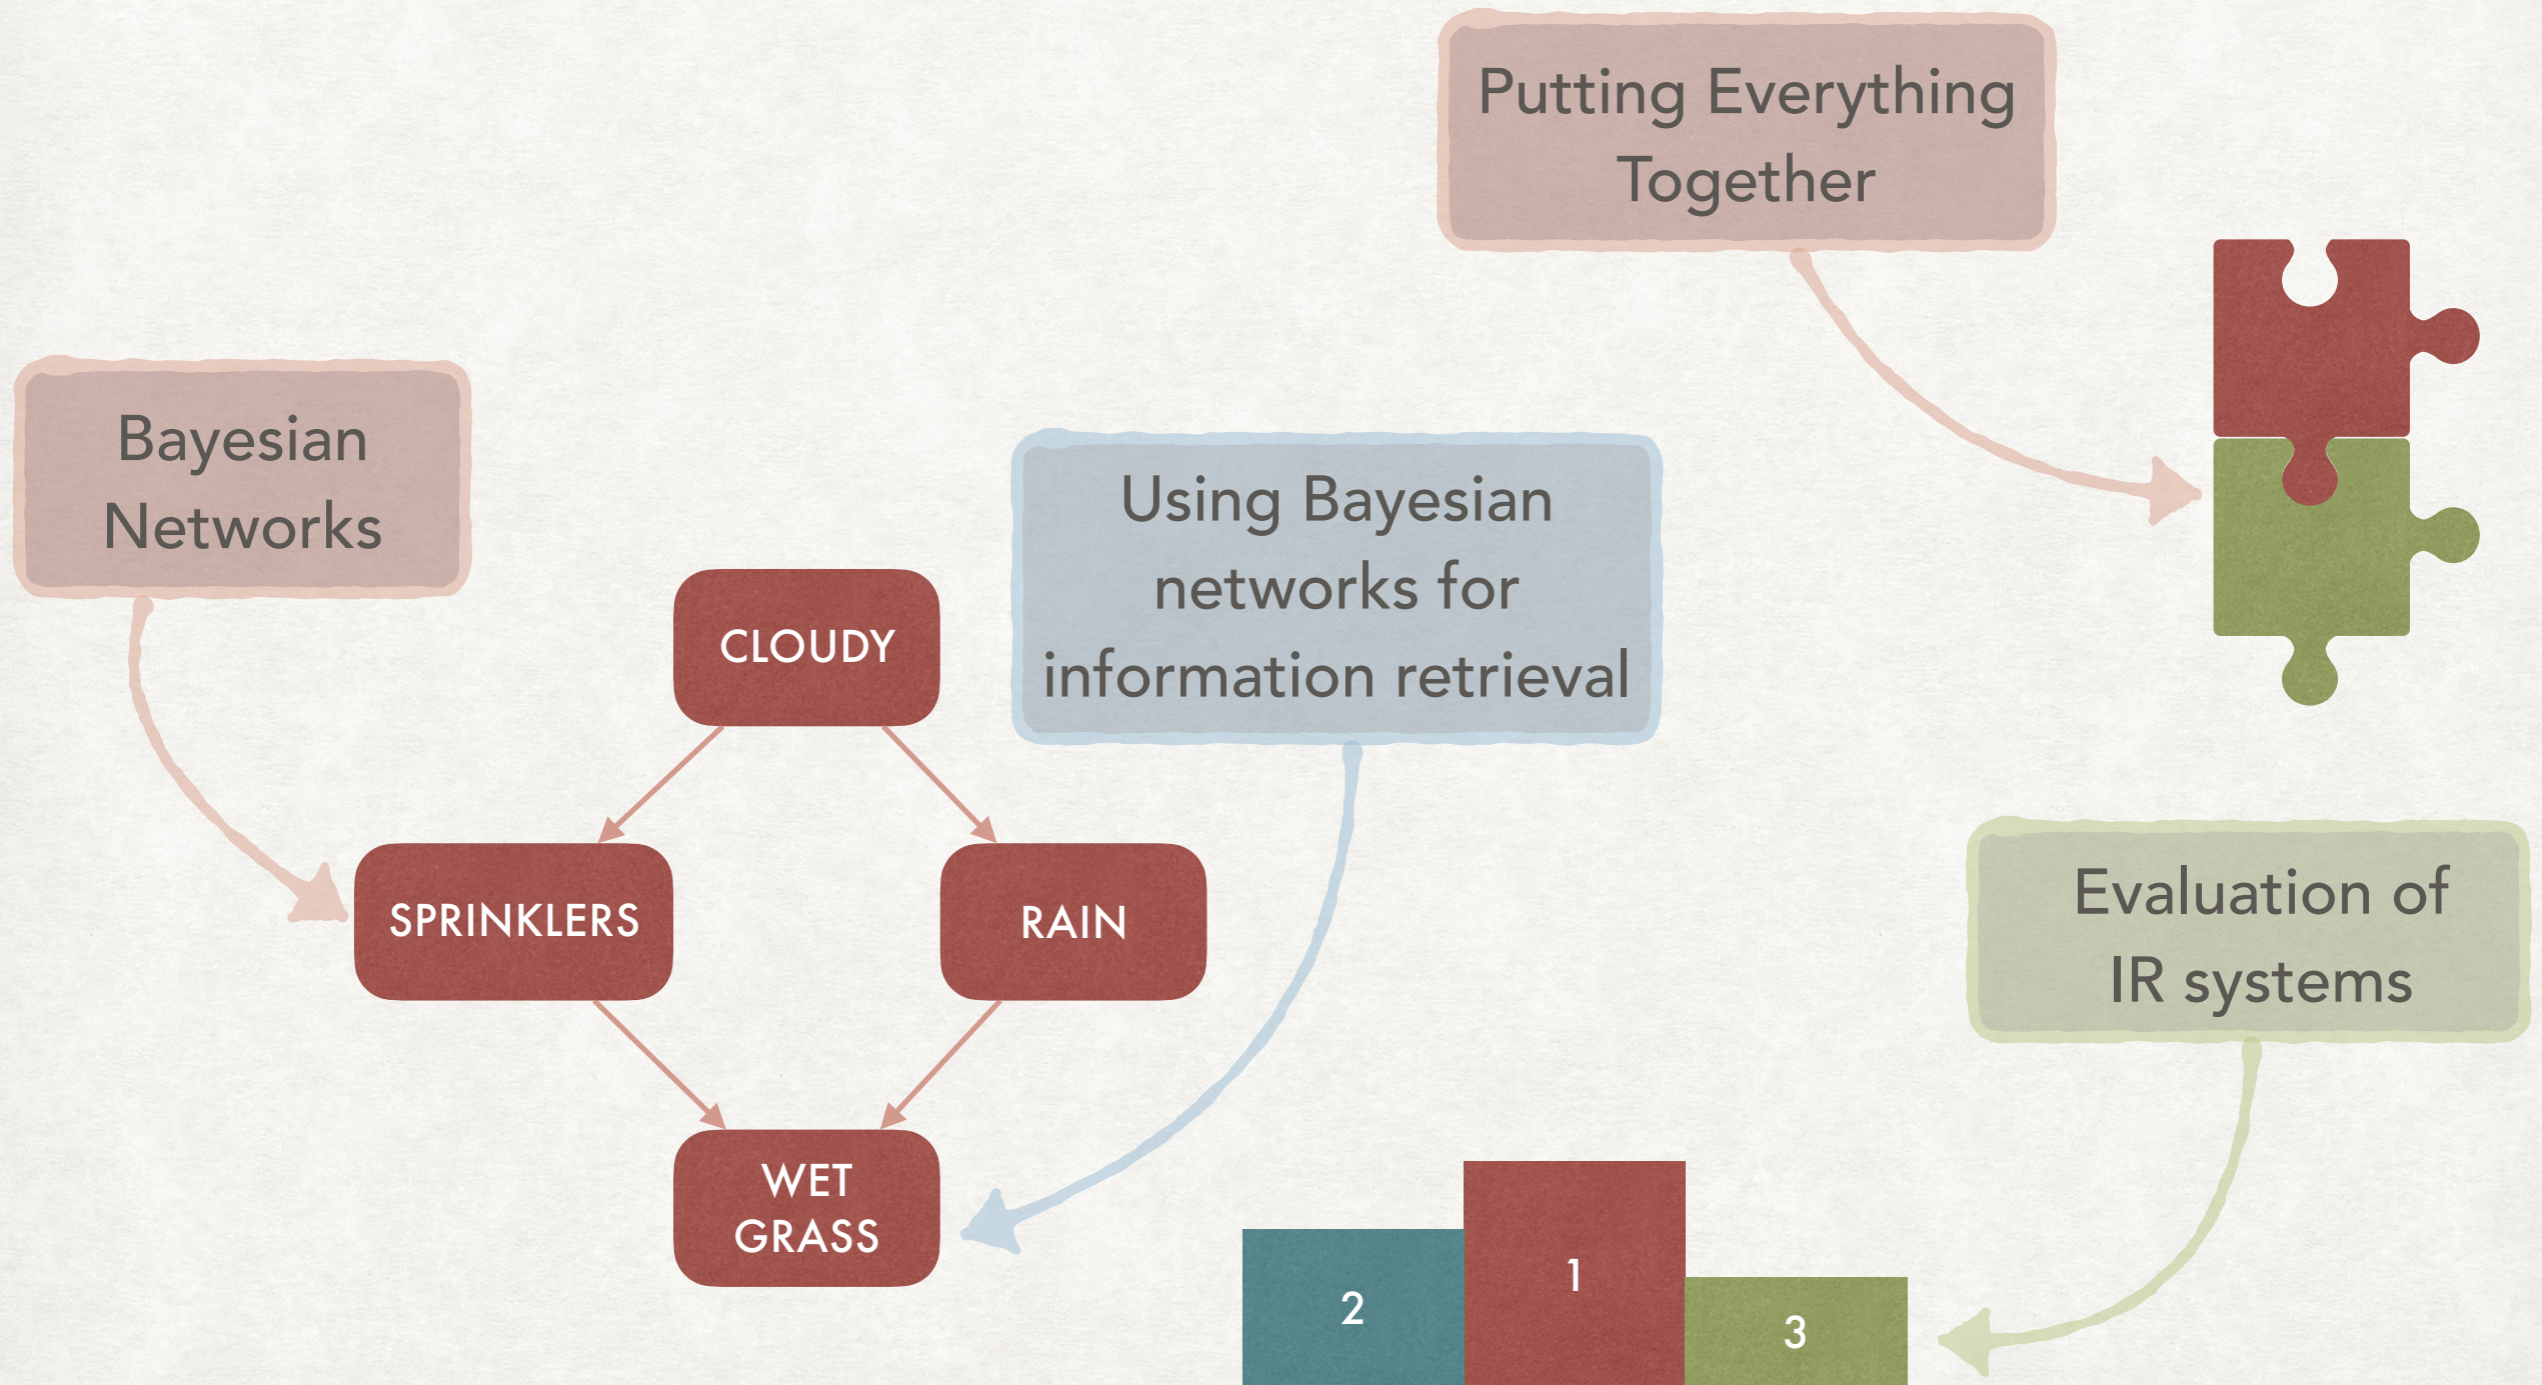 Putting Everything
Together
Bayesian
Networks
Using Bayesian
networks for
information retrieval
CLOUDY
SPRINKLERS
RAIN
WET
GRASS
Evaluation of
IR systems
2
1
3